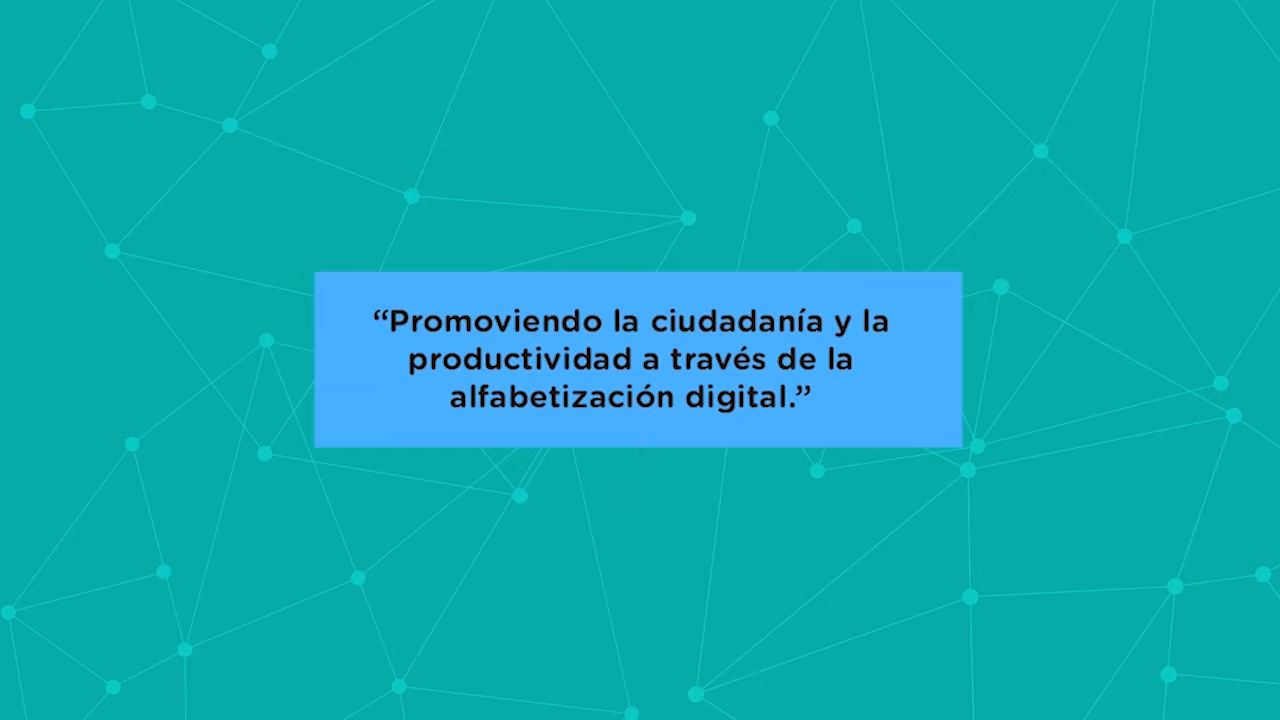 “Promoviendo la ciudadanía y la
productividad a través de la
alfabetización digital.”